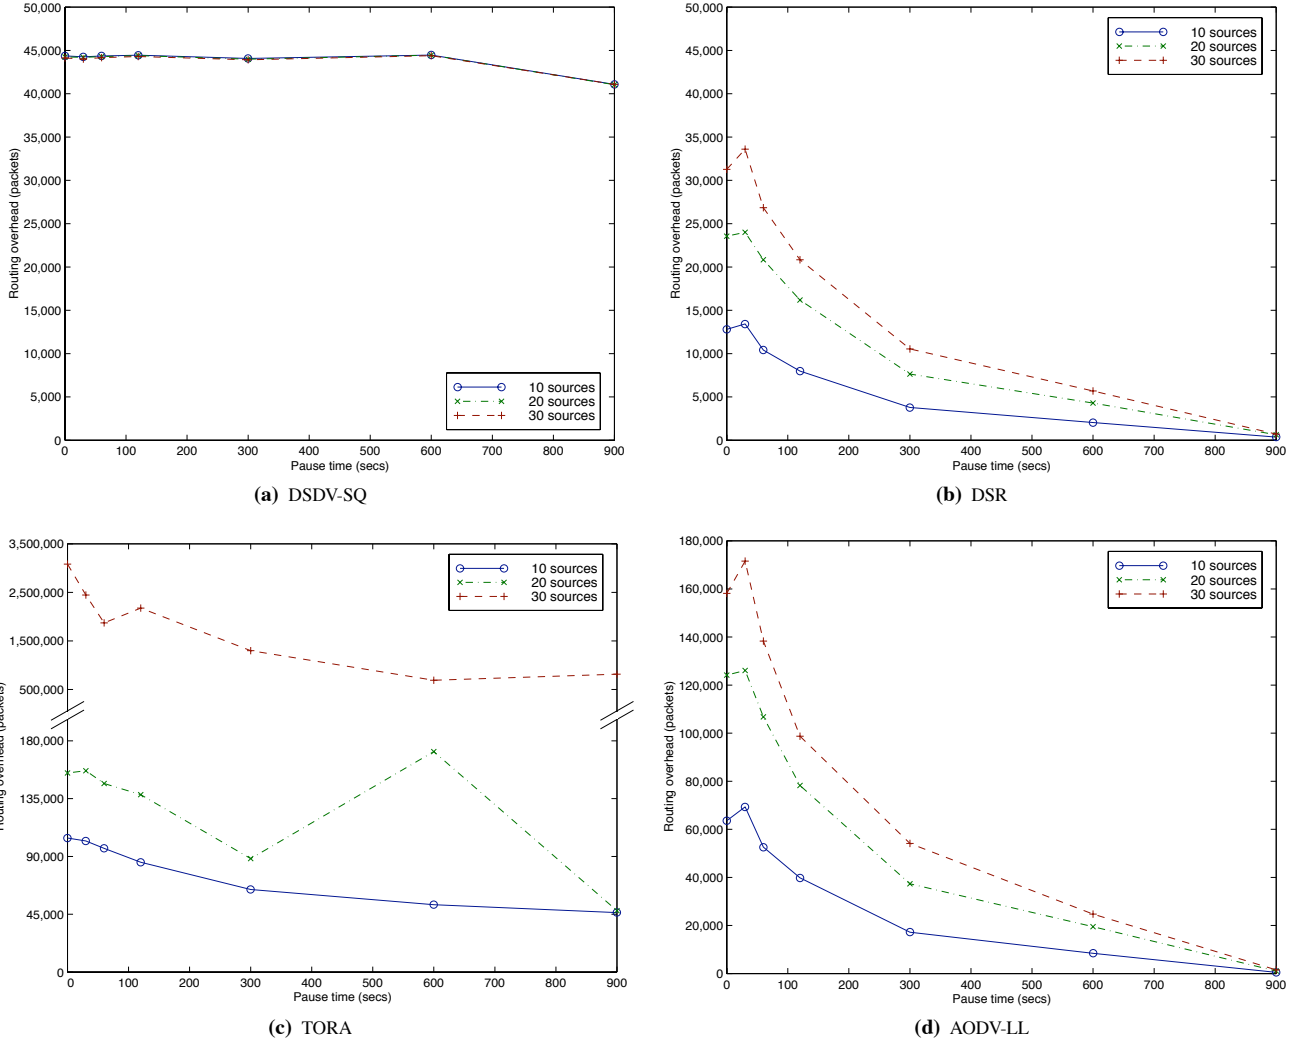 50,000
45,000
40,000
35,000
30,000
25,000
20,000
15,000
10,000
5,000
0
Routing overhead (packets)
10 sources
20 sources
30 sources
0 100 200 300 400 500 600 700 800 900
Pause time (secs)
(a) DSDV-SQ
50,000
45,000
40,000
35,000
30,000
25,000
20,000
15,000
10,000
5,000
0
Routing overhead (packets)
10 sources
20 sources
30 sources
0 100 200 300 400 500 600 700 800 900
Pause time (secs)
(b) DSR
3,500,000
2,500,000
1,500,000
500,000
180,000
135,000
90,000
45,000
0
Routing overhead (packets)
10 sources
20 sources
30 sources
0 100 200 300 400 500 600 700 800 900
Pause time (secs)
(c) TORA
180,000
160,000
140,000
120,000
100,000
80,000
60,000
40,000
20,000
0
Routing overhead (packets)
10 sources
20 sources
30 sources
0 100 200 300 400 500 600 700 800 900
Pause time (secs)
(d) AODV-LL